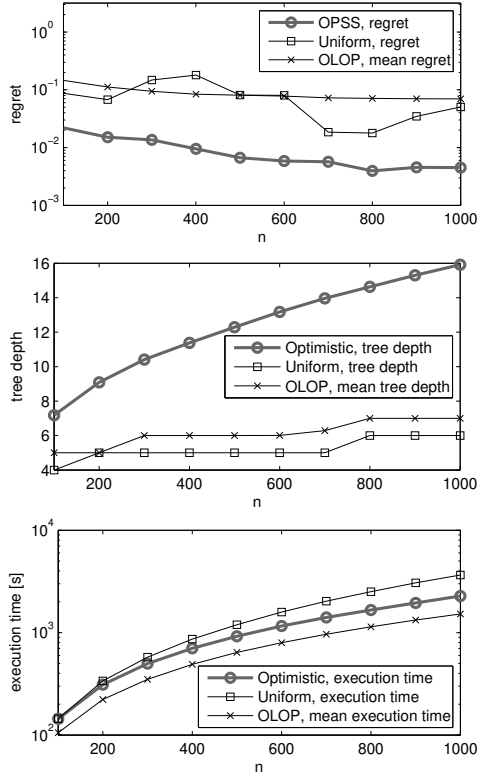 10^0
10^-1
10^-2
10^-3
regret
OPSS, regret
Uniform, regret
OLOP, mean regret
200 400 600 800 1000
n
16
14
12
10
8
6
4
tree depth
Optimistic, tree depth
Uniform, tree depth
OLOP, mean tree depth
200 400 600 800 1000
n
10^4
10^3
10^2
execution time [s]
Optimistic, execution time
Uniform, execution time
OLOP, mean execution time
200 400 600 800 1000
n